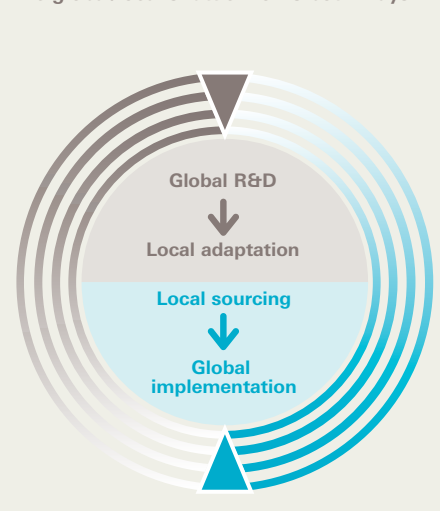 Global R&D
Local adaptation
Local sourcing
Global
implementation